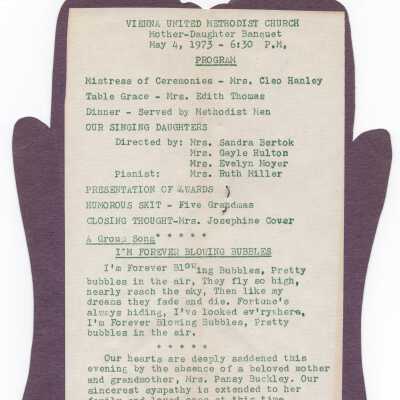 VIENNA UNITED METHODIST CHURCH
Mother-Daughter Banquet
May 4, 1973 - 6:30 P.M,
PROGRAM
Mistress of Ceremonies - Mrs. Cleo Hanley
Table Grace - Mrs. Edith Thomas
Dinner - Served by Methodist Men
OUR SINGING DAUGHTERS
Directed by: Mrs. Sandra Bertok
Mrs. Gayle Hulton
Mrs. Evelyn Moyer
Pianist: Mrs. Ruth Miller
PRESENTATION OF AWARDS
HUMOROUS SKIT - Five Grandmas
CLOSING THOUGHT-Mrs. Josephine Cover
A Group Song * * * * *
I'M FOREVER BLOWING BUBBLES
I'm Forever Blowing Bubbles, Pretty
bubbles in the air, They fly so high,
nearly reach the sky, Then like my
dreams they fade and die. Fortune's
always hiding, I've looked ev'rywhere,
I'm Forever Blowing Bubbles, Pretty
bubbles in the air.
* * * * *
Our hearts are deeply saddened this
evening by the absence of a beloved mother
and grandmother, Mrs. Pansy Buckley. Our
sincerest sympathy is extended to her